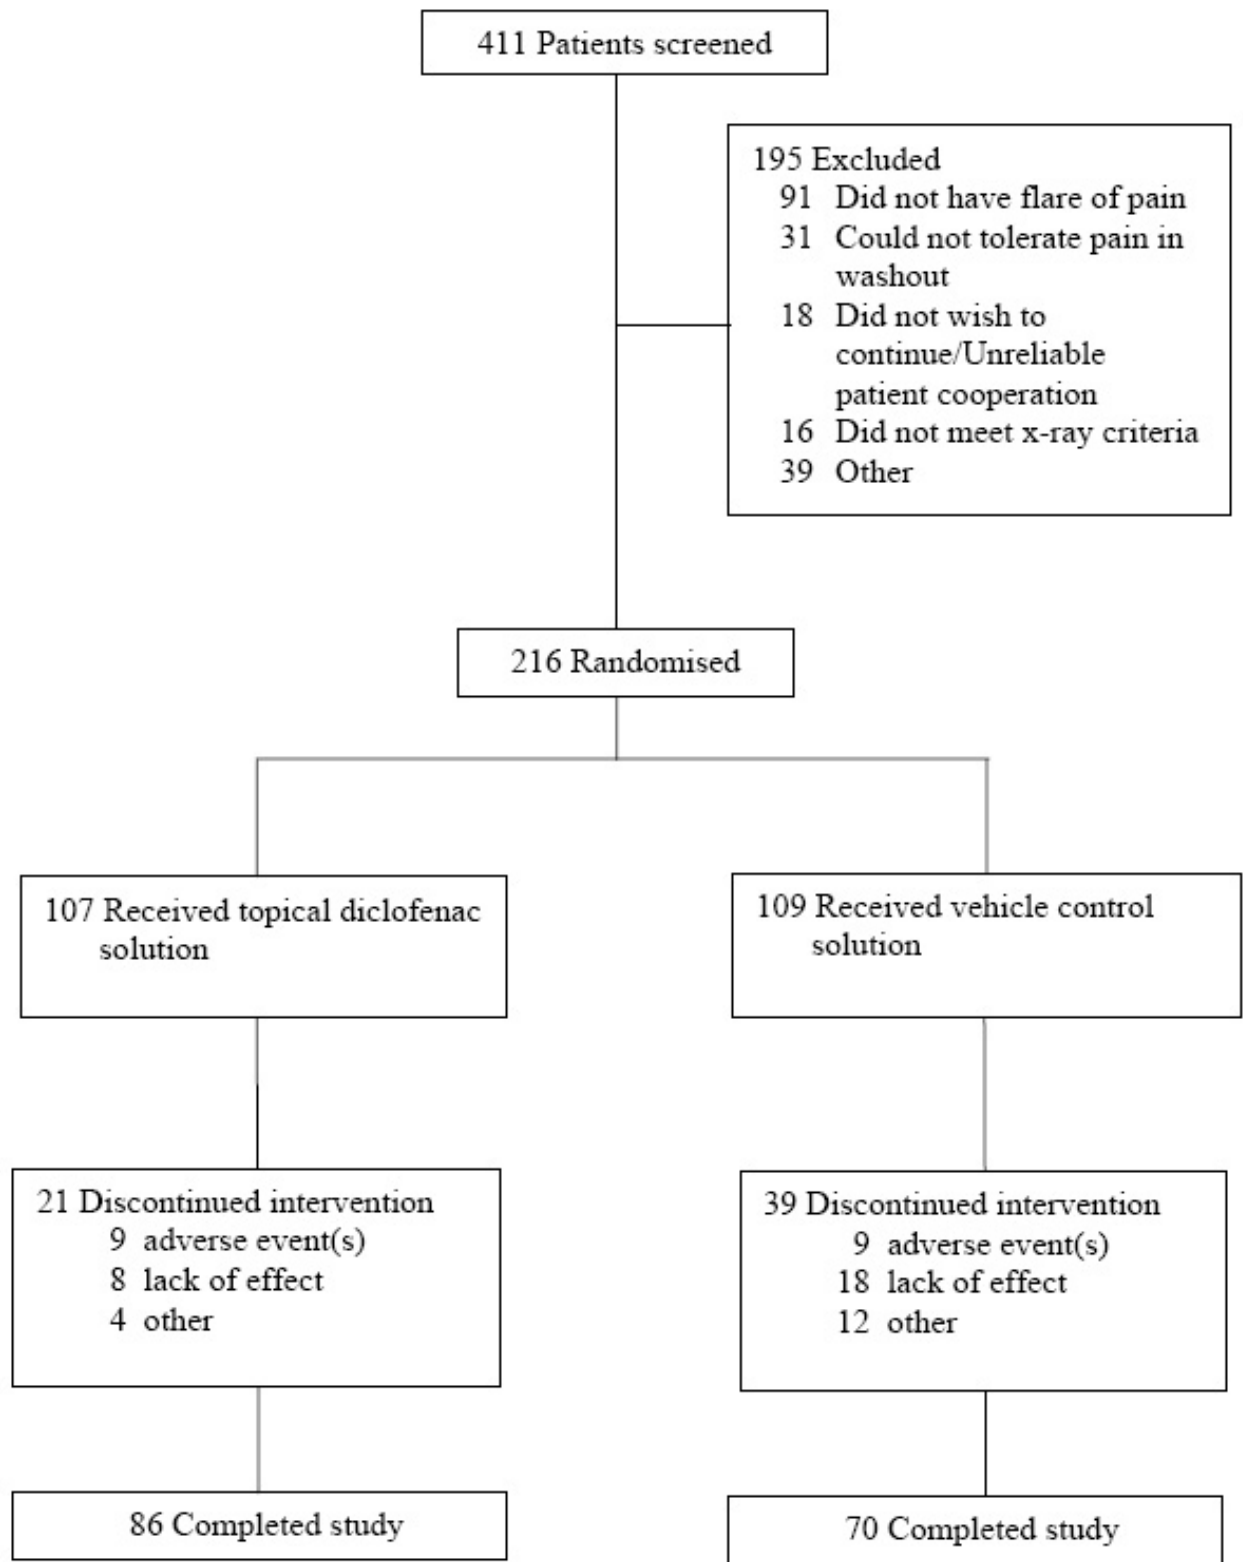 411 Patients screened
195 Excluded
91 Did not have flare of pain
31 Could not tolerate pain in
washout
18 Did not wish to
continue/Unreliable
patient cooperation
16 Did not meet x-ray criteria
39 Other
216 Randomised
107 Received topical diclofenac
solution
109 Received vehicle control
solution
21 Discontinued intervention
9 adverse event(s)
8 lack of effect
4 other
39 Discontinued intervention
9 adverse event(s)
18 lack of effect
12 other
86 Completed study
70 Completed study